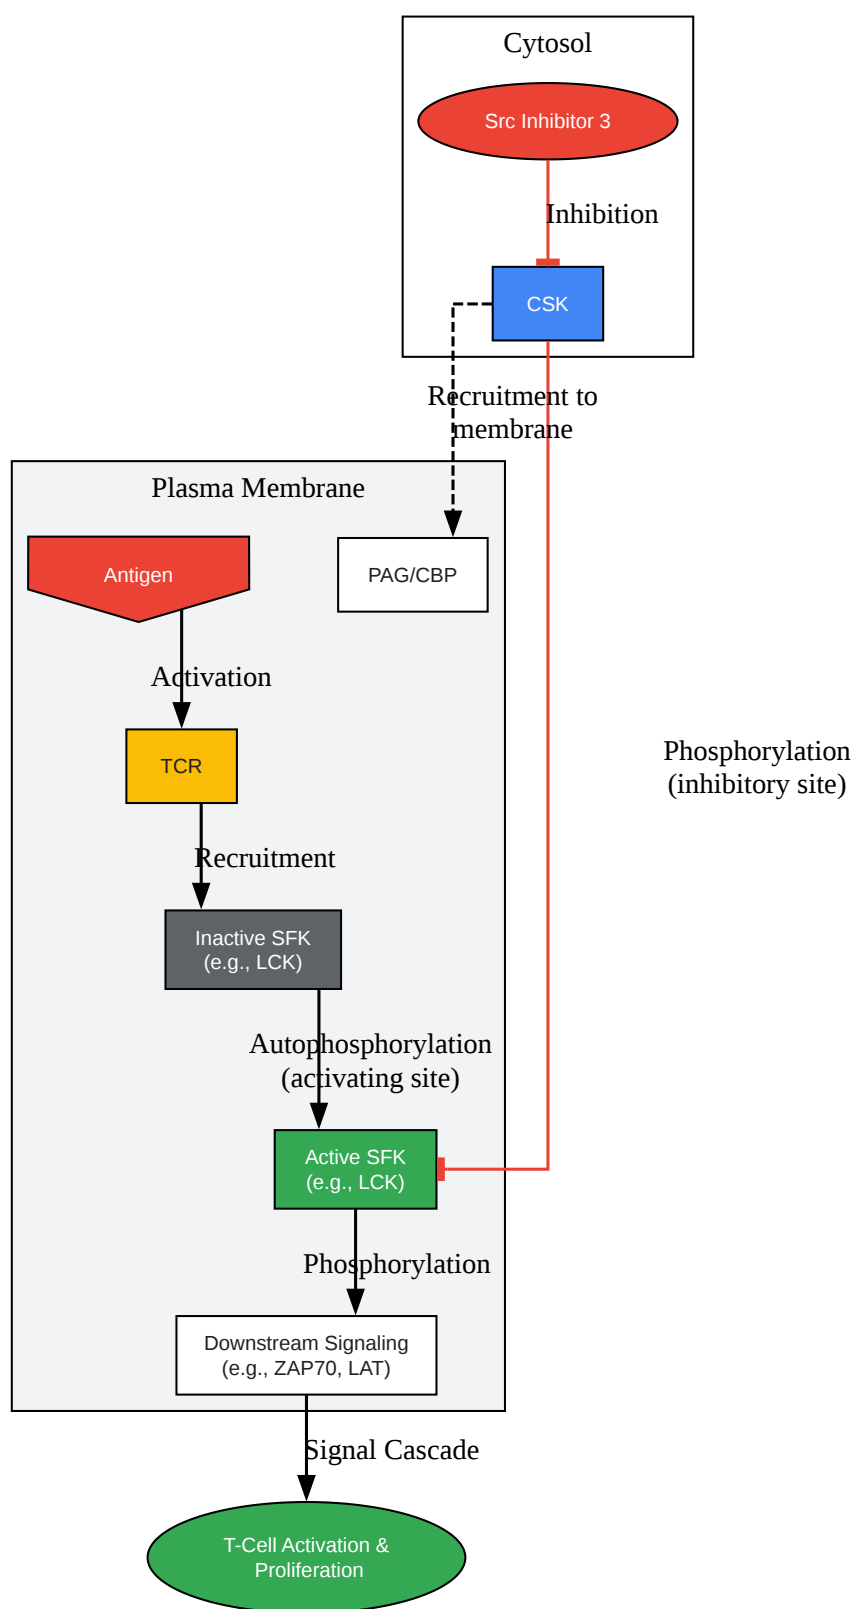 Cytosol
Src Inhibitor 3
Inhibition
CSK
Recruitment to
membrane
Plasma Membrane
Antigen
PAG/CBP
Activation
TCR
Phosphorylation
(inhibitory site)
Recruitment
Inactive SFK
(e.g., LCK)
Autophosphorylation
(activating site)
Active SFK
(e.g., LCK)
Phosphorylation
Downstream Signaling
(e.g., ZAP70, LAT)
Signal Cascade
T-Cell Activation &
Proliferation